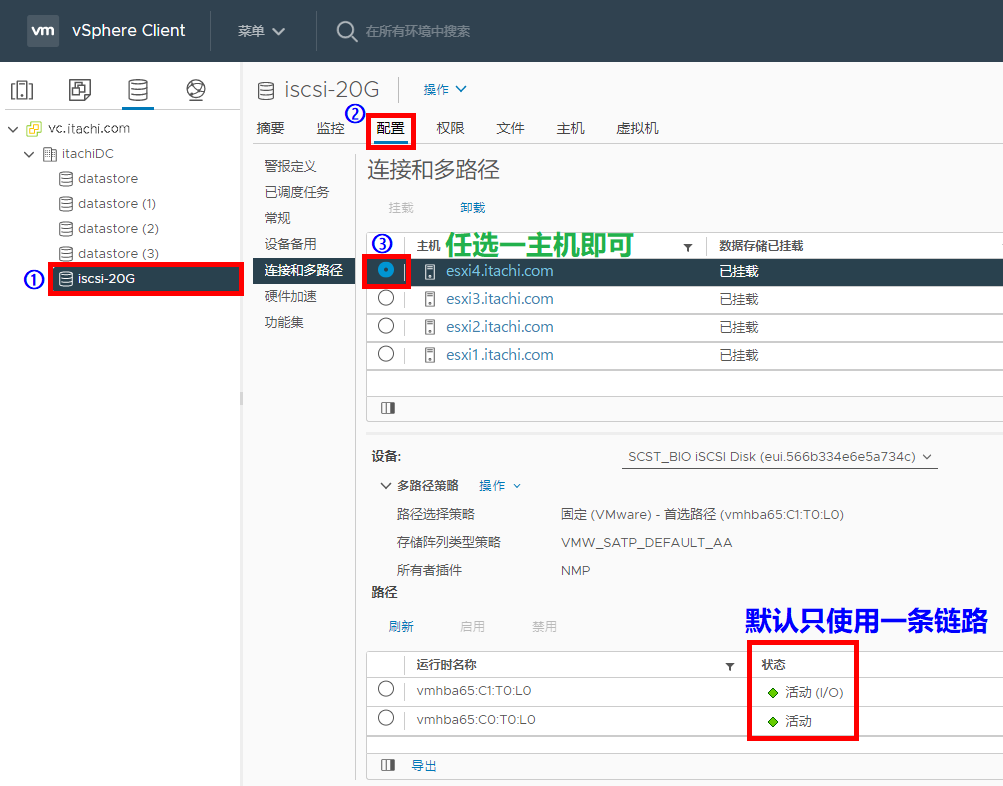 vm vSphere Client 菜单 在所有环境中搜索
vc.itachi.com
itachiDC
datastore
datastore (1)
datastore (2)
datastore (3)
① iscsi-20G
iscsi-20G 操作
摘要 监控 ② 配置 权限 文件 主机 虚拟机
警报定义
已调度任务
常规
设备备用
连接和多路径
硬件加速
功能集
连接和多路径
挂载 卸载
③ 主机 任选一主机即可 数据存储已挂载
esxi4.itachi.com 已挂载
esxi3.itachi.com 已挂载
esxi2.itachi.com 已挂载
esxi1.itachi.com 已挂载
设备: SCST_BIO iSCSI Disk (eui.566b334e6e5a734c)
多路径策略 操作
路径选择策略 固定 (VMware) - 首选路径 (vmhba65:C1:T0:L0)
存储阵列类型策略 VMW_SATP_DEFAULT_AA
所有者插件 NMP
路径
刷新 启用 禁用
默认只使用一条链路
运行时名称 状态
vmhba65:C1:T0:L0 活动 (I/O)
vmhba65:C0:T0:L0 活动
导出